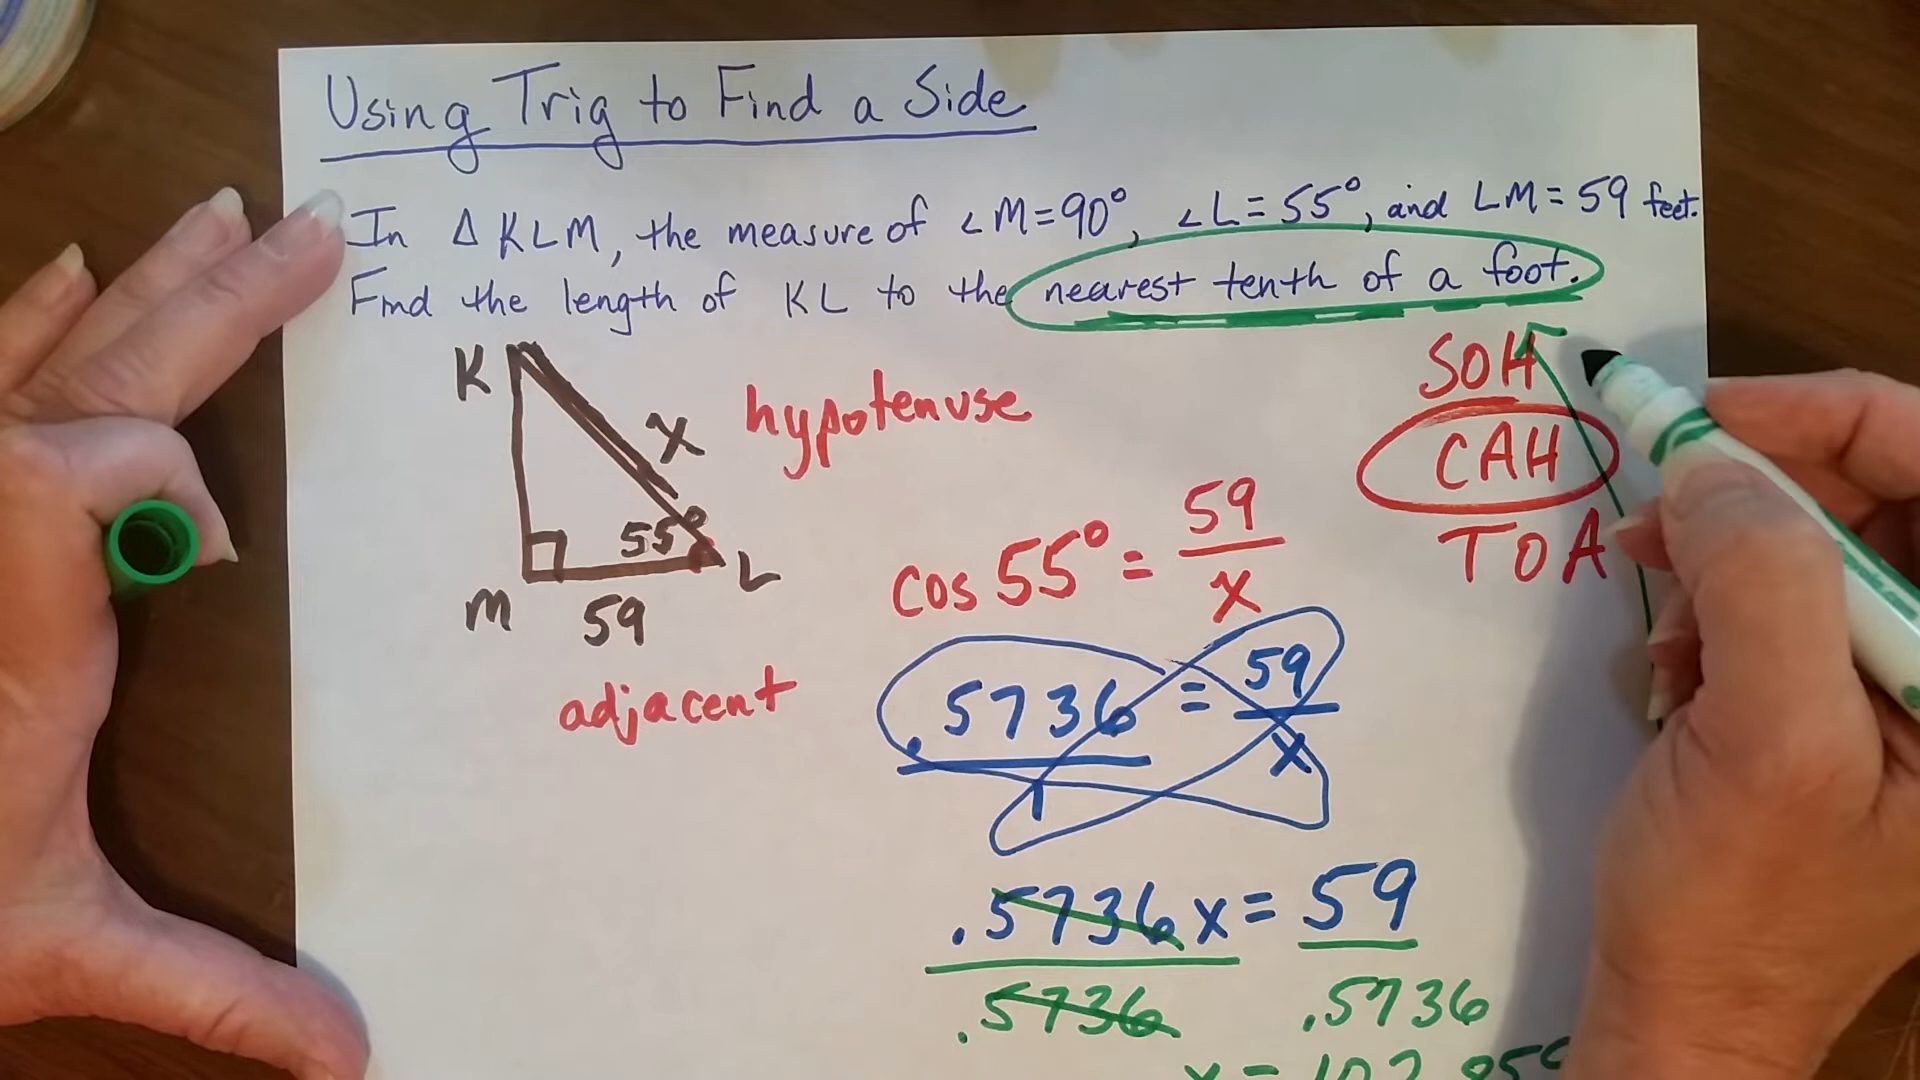 Using Trig to Find a Side
In Δ KLM, the measure of ∠M=90°, ∠L=55°, and LM=59 feet.
Find the length of KL to the nearest tenth of a foot.
K
x
hypotenuse
SOH
CAH
TOA
55°
M
59
L
adjacent
cos 55° = 59/x
.5736/1 = 59/x
.5736x = 59
.5736 .5736